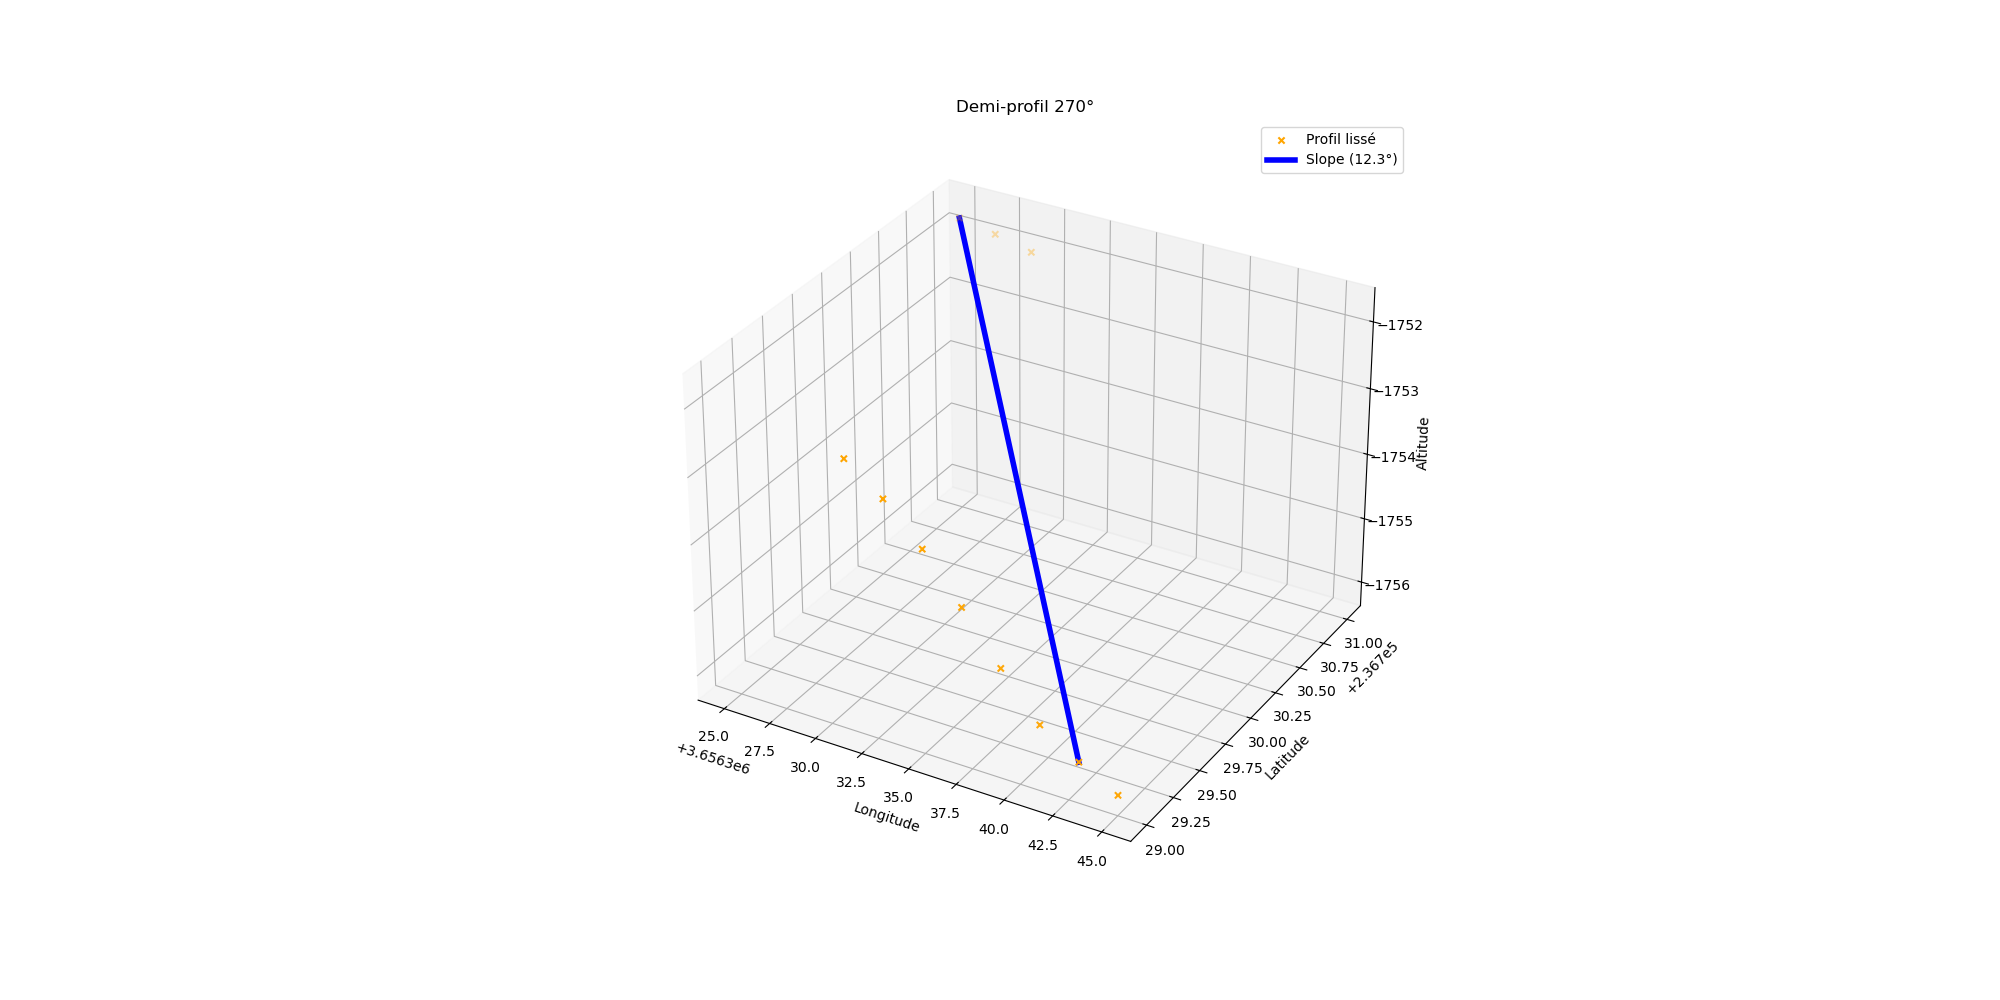 Demi-profil 270°
Profil lissé
Slope (12.3°)
−1752
−1753
−1754
−1755
−1756
Altitude
31.00
30.75
30.50
30.25
30.00
29.75
29.50
29.25
29.00
+2.367e5
Latitude
25.0
27.5
30.0
32.5
35.0
37.5
40.0
42.5
45.0
+3.6563e6
Longitude